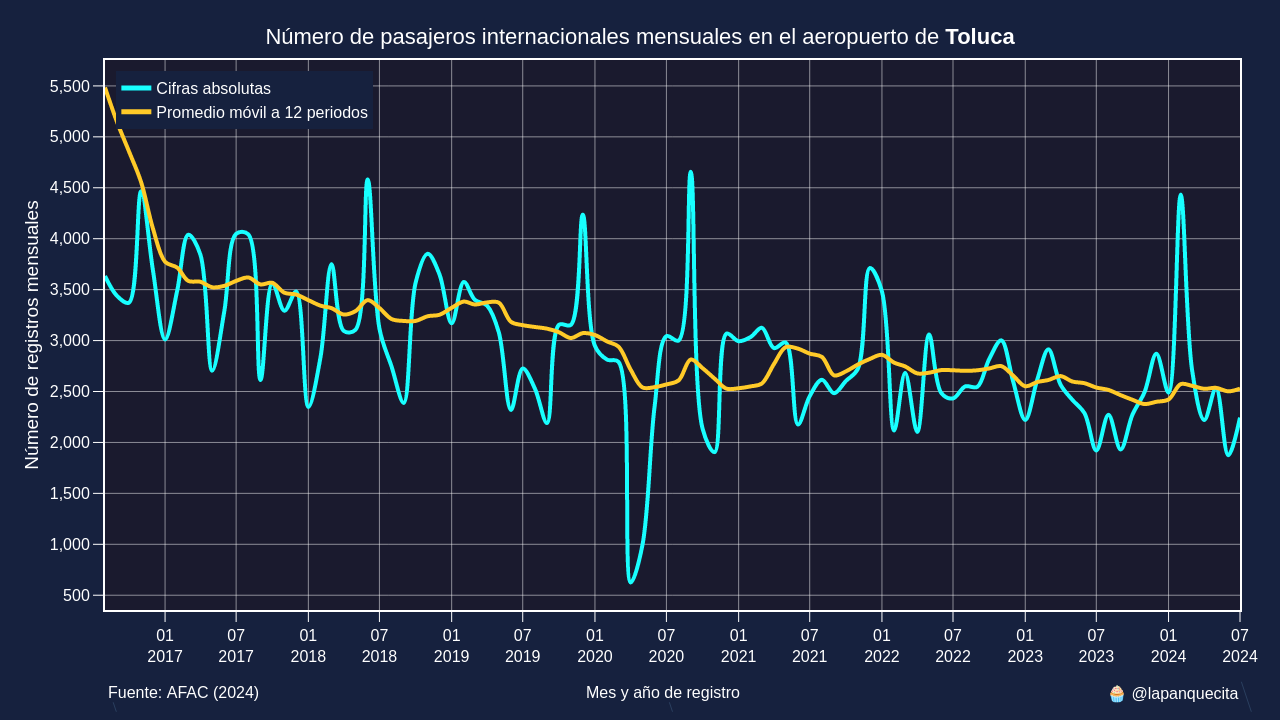 Número de pasajeros internacionales mensuales en el aeropuerto de Toluca
Cifras absolutas
Promedio móvil a 12 periodos
Número de registros mensuales
5,500
5,000
4,500
4,000
3,500
3,000
2,500
2,000
1,500
1,000
500
01 07 01 07 01 07 01 07 01 07 01 07 01 07 01 07
2017 2017 2018 2018 2019 2019 2020 2020 2021 2021 2022 2022 2023 2023 2024 2024
Fuente: AFAC (2024) Mes y año de registro 🧁 @lapanquecita